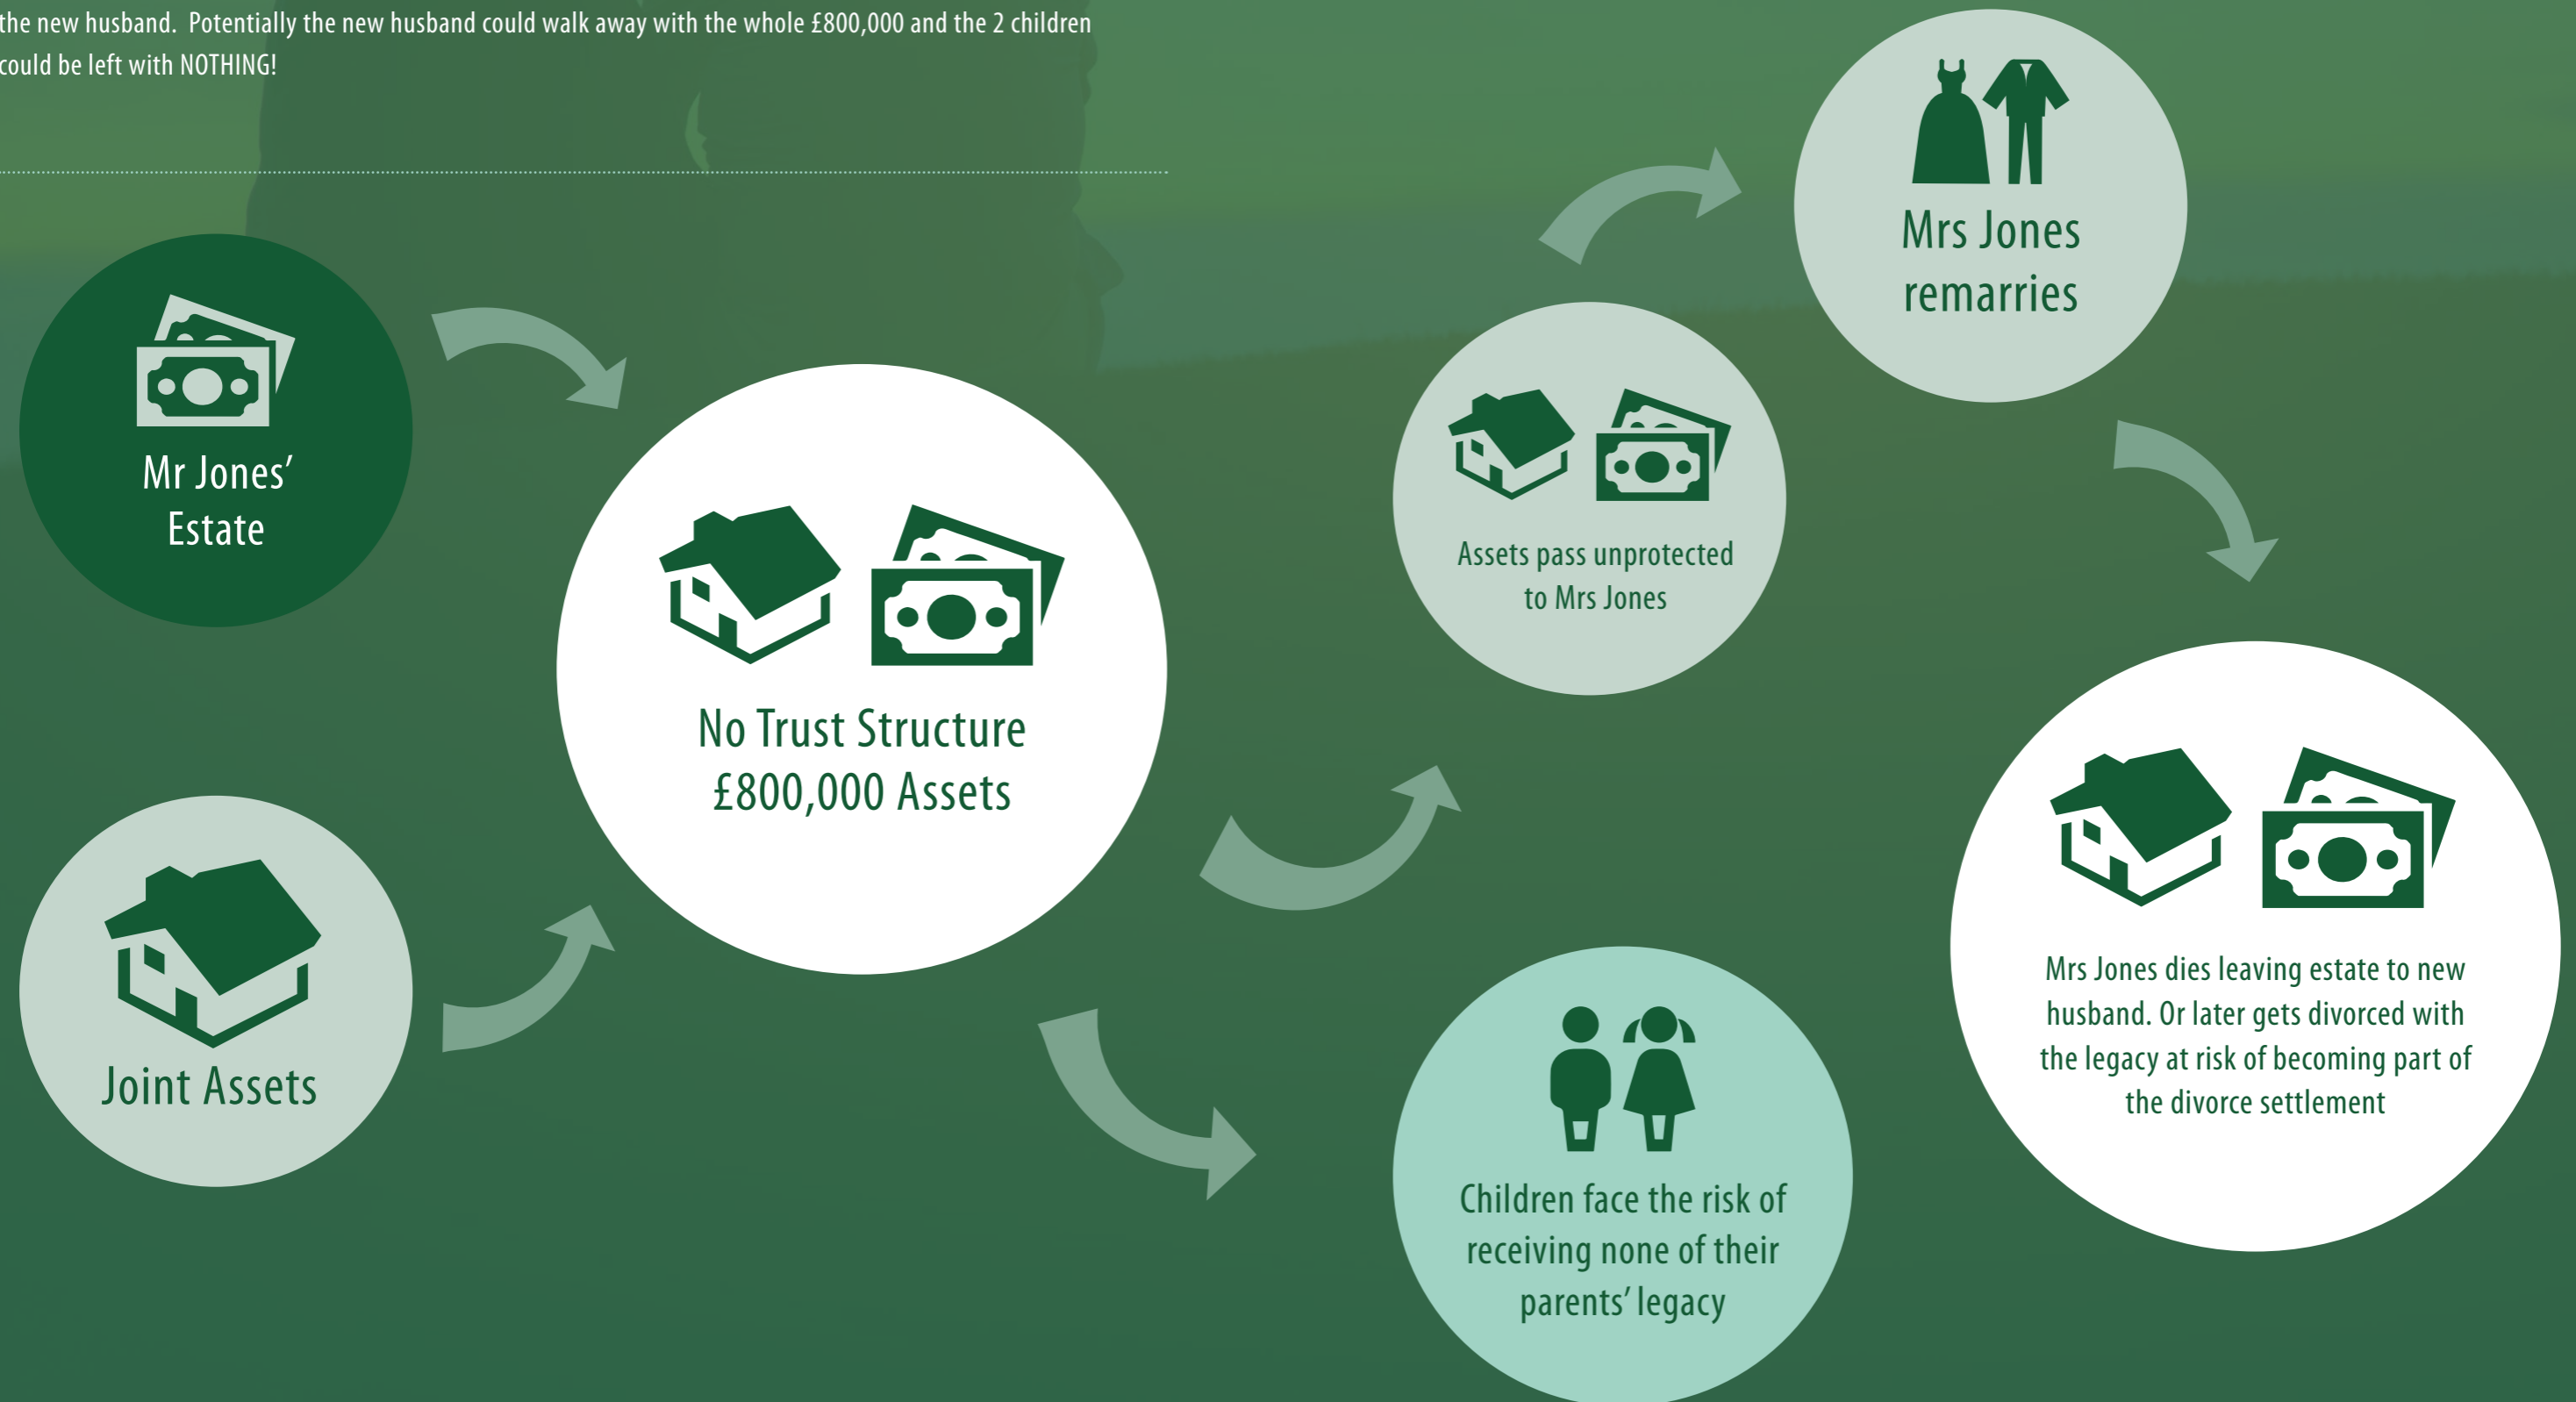 the new husband. Potentially the new husband could walk away with the whole £800,000 and the 2 children
could be left with NOTHING!
Mr Jones’
Estate
Joint Assets
No Trust Structure
£800,000 Assets
Assets pass unprotected
to Mrs Jones
Mrs Jones
remarries
Mrs Jones dies leaving estate to new
husband. Or later gets divorced with
the legacy at risk of becoming part of
the divorce settlement
Children face the risk of
receiving none of their
parents’ legacy